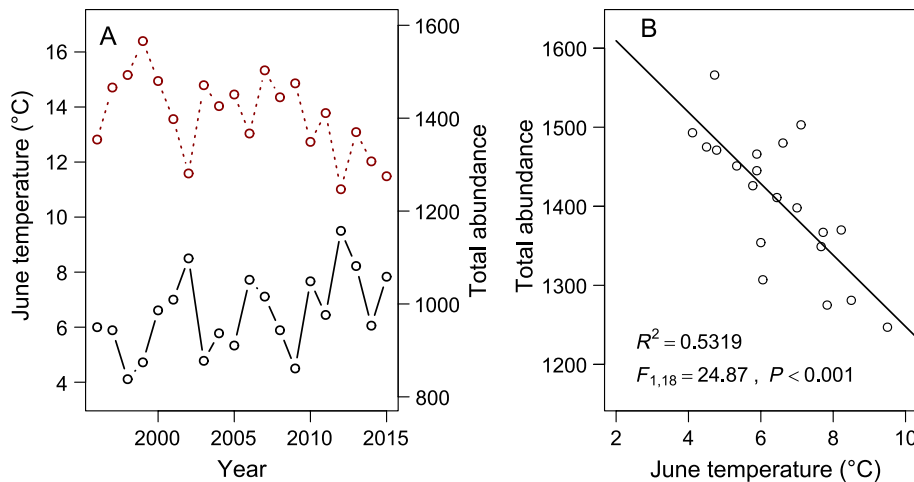 A
June temperature (°C)
16
14
12
10
8
6
4
1600
1400
1200
1000
800
Total abundance
2000
2005
2010
2015
Year
B
Total abundance
1600
1500
1400
1300
1200
R² = 0.5319
F1,18 = 24.87 , P < 0.001
2
4
6
8
10
June temperature (°C)